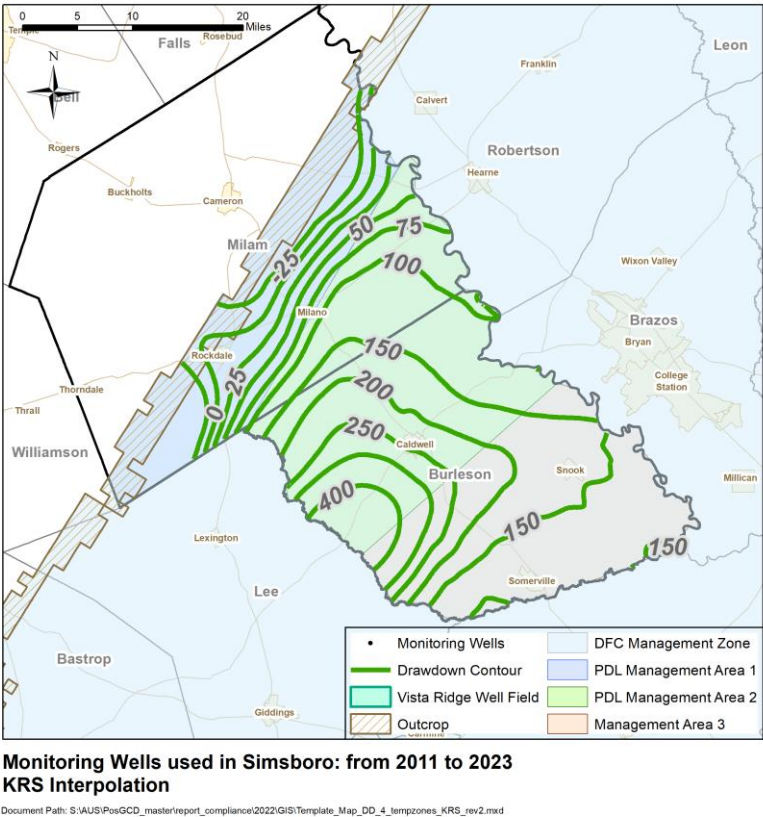 0 5 10 20
Miles
Temple
Falls
Rosebud
Leon
N
Bell
Franklin
Calvert
Rogers
Robertson
Hearne
Buckholts
Cameron
Milam
50
75
-25
100
Wixon Valley
Milano
Brazos
Bryan
Rockdale
150
College
Station
Thorndale
25
200
Thrall
0
250
Caldwell
Williamson
Burleson
Snook
Millican
400
150
150
Lexington
Somerville
Lee
Bastrop
Giddings
Monitoring Wells
Drawdown Contour
Vista Ridge Well Field
Outcrop
DFC Management Zone
PDL Management Area 1
PDL Management Area 2
Management Area 3
Monitoring Wells used in Simsboro: from 2011 to 2023
KRS Interpolation
Document Path: S:\AUS\PosGCD_master\report_compliance\2022\GIS\Template_Map_DD_4_tempzones_KRS_rev2.mxd